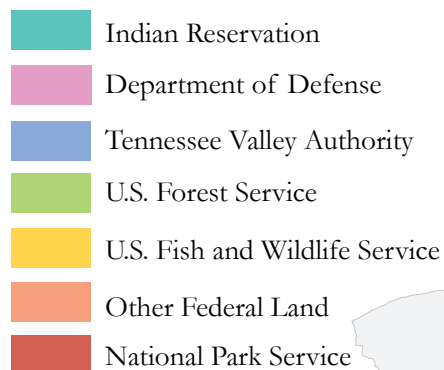 Indian Reservation
Department of Defense
Tennessee Valley Authority
U.S. Forest Service
U.S. Fish and Wildlife Service
Other Federal Land
National Park Service